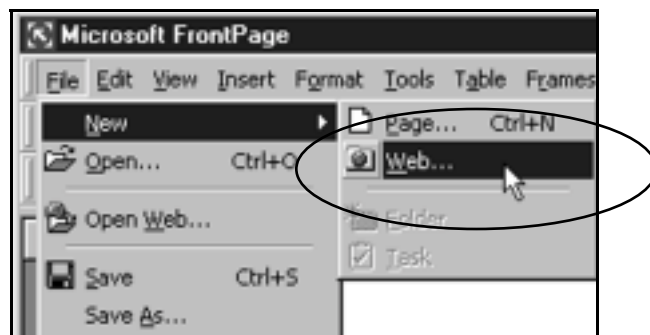 Microsoft FrontPage
File Edit View Insert Format Tools Table Frames
New
Page... Ctrl+N
Open... Ctrl+O
Web...
Open Web...
Folder
Task
Save Ctrl+S
Save As...